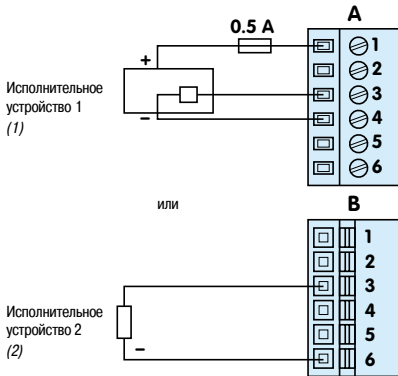 A
0.5 A
1
+
2
Исполнительное
устройство 1
(1)
3
–
4
5
6
или
B
1
2
3
4
Исполнительное
устройство 2
(2)
–
5
6